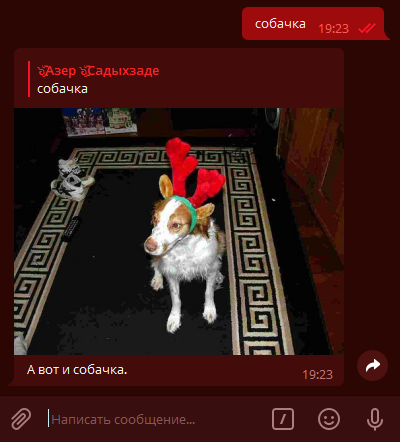 собачка
19:23
Азер Садыхзаде
собачка
А вот и собачка.
19:23
Написать сообщение...